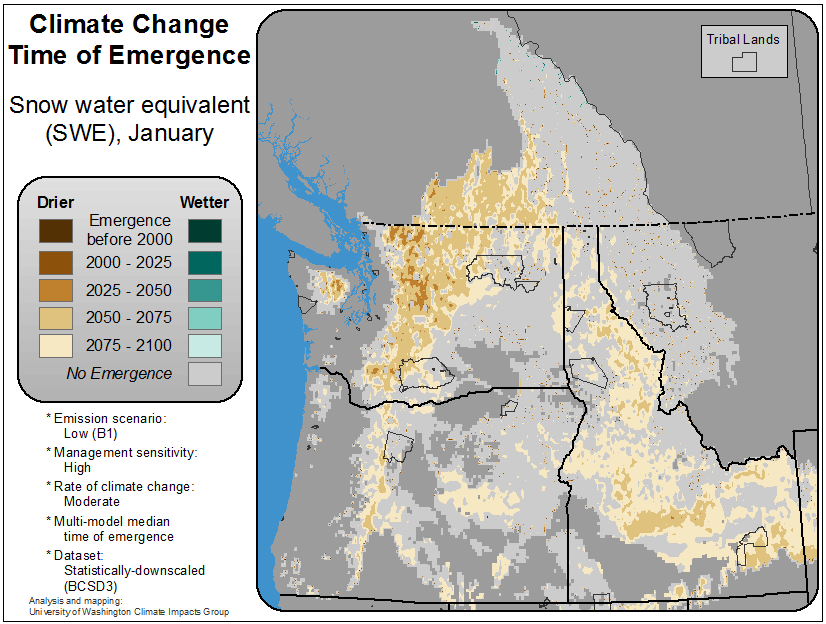 Climate Change
Time of Emergence
Snow water equivalent
(SWE), January
Drier
Wetter
Emergence
before 2000
2000 - 2025
2025 - 2050
2050 - 2075
2075 - 2100
No Emergence
* Emission scenario:
Low (B1)
* Management sensitivity:
High
* Rate of climate change:
Moderate
* Multi-model median
time of emergence
* Dataset:
Statistically-downscaled
(BCSD3)
Analysis and mapping:
University of Washington Climate Impacts Group
Tribal Lands